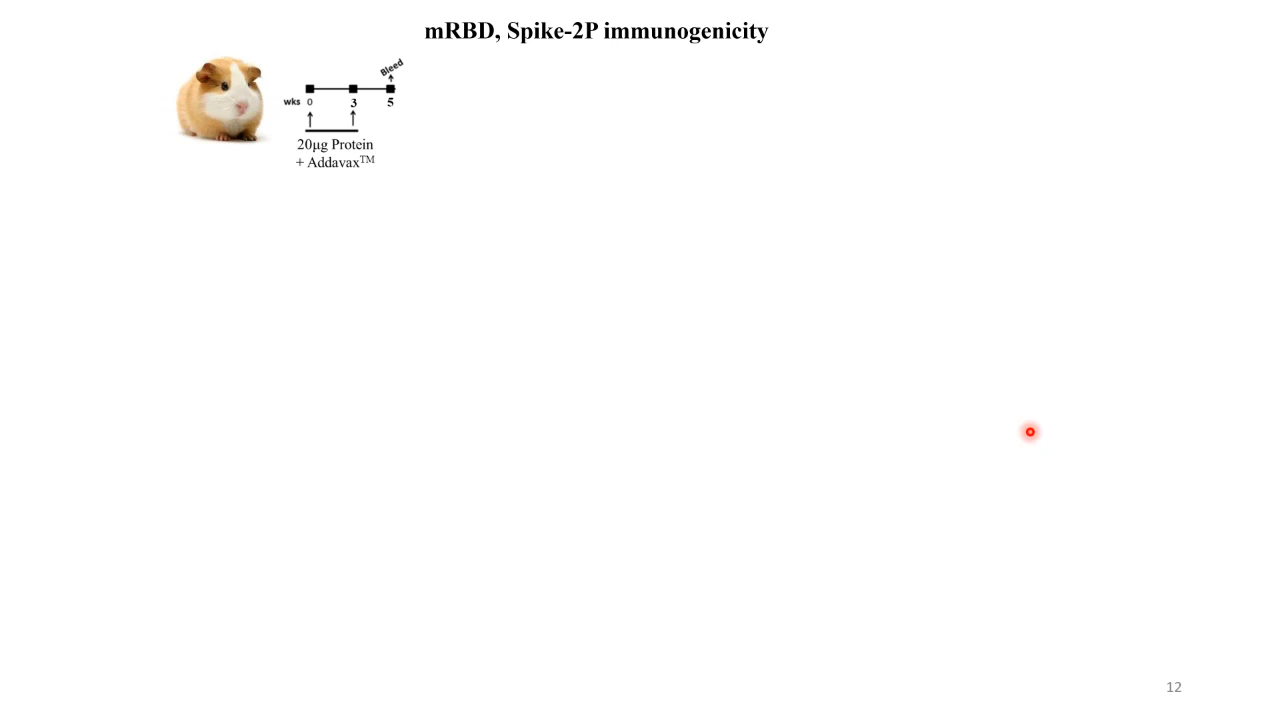 mRBD, Spike-2P immunogenicity
Bleed
wks 0 3 5
20μg Protein
+ Addavax™
12